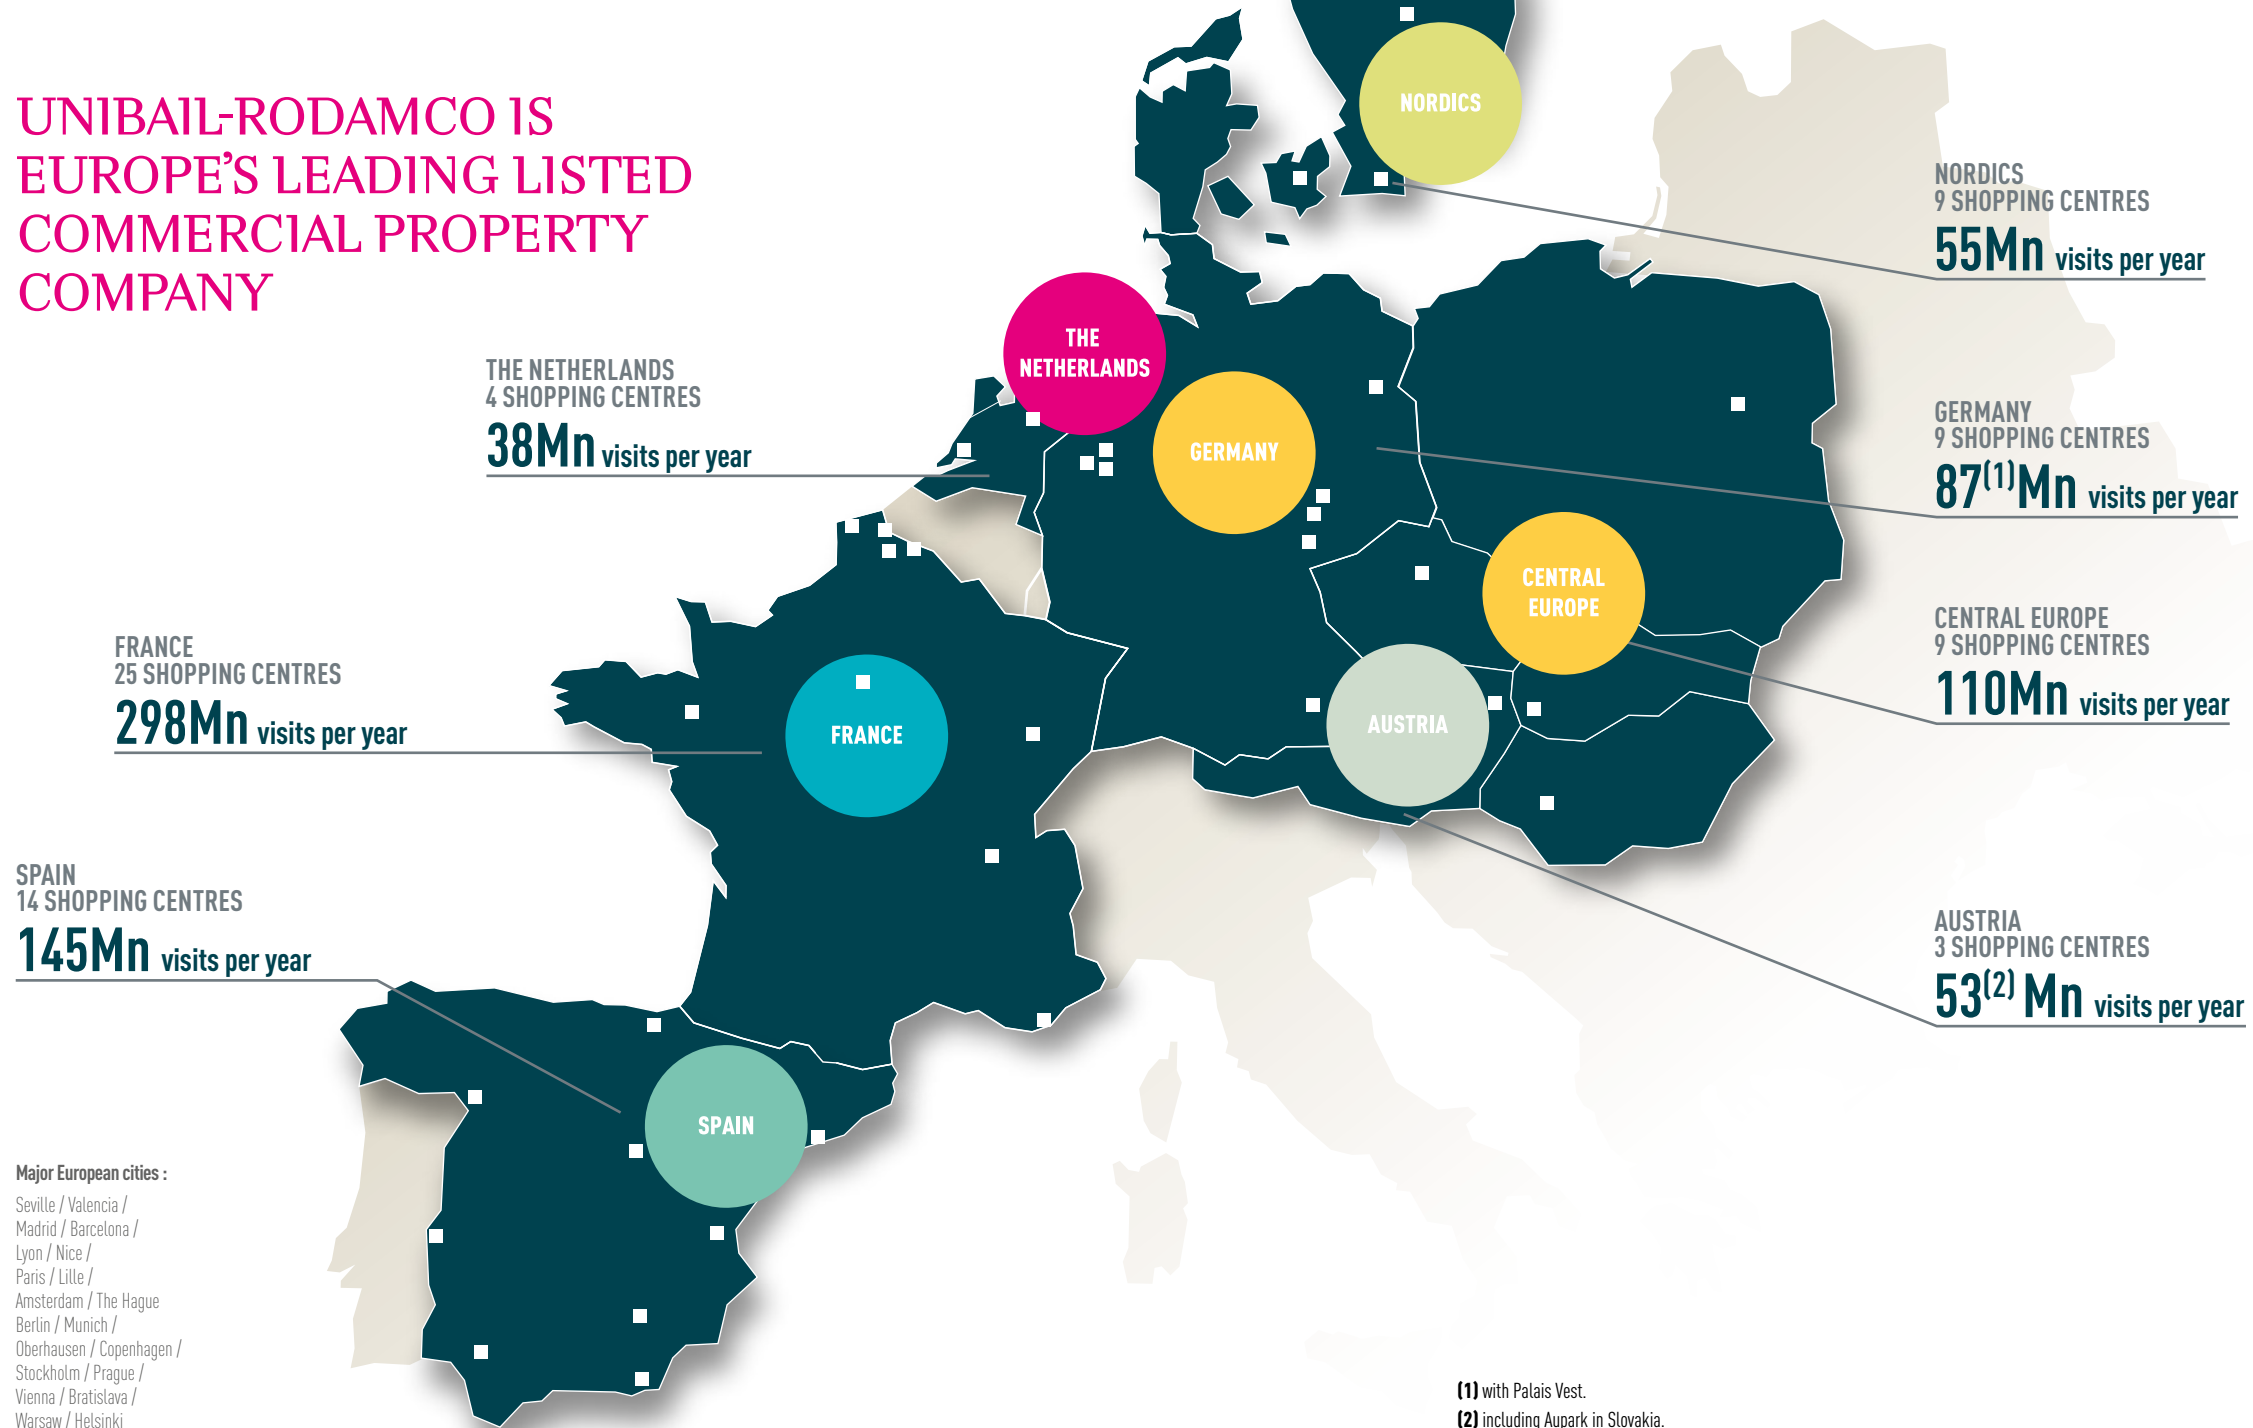 UNIBAIL-RODAMCO IS
EUROPE'S LEADING LISTED
COMMERCIAL PROPERTY
COMPANY
NORDICS
NORDICS
9 SHOPPING CENTRES
55Mn visits per year
THE
NETHERLANDS
THE NETHERLANDS
4 SHOPPING CENTRES
38Mn visits per year
GERMANY
GERMANY
9 SHOPPING CENTRES
87(1)Mn visits per year
CENTRAL
EUROPE
CENTRAL EUROPE
9 SHOPPING CENTRES
110Mn visits per year
FRANCE
25 SHOPPING CENTRES
298Mn visits per year
FRANCE
AUSTRIA
SPAIN
14 SHOPPING CENTRES
145Mn visits per year
AUSTRIA
3 SHOPPING CENTRES
53(2) Mn visits per year
SPAIN
Major European cities :
Seville / Valencia /
Madrid / Barcelona /
Lyon / Nice /
Paris / Lille /
Amsterdam / The Hague
Berlin / Munich /
Oberhausen / Copenhagen /
Stockholm / Prague /
Vienna / Bratislava /
Warsaw / Helsinki
(1) with Palais Vest.
(2) including Aupark in Slovakia.